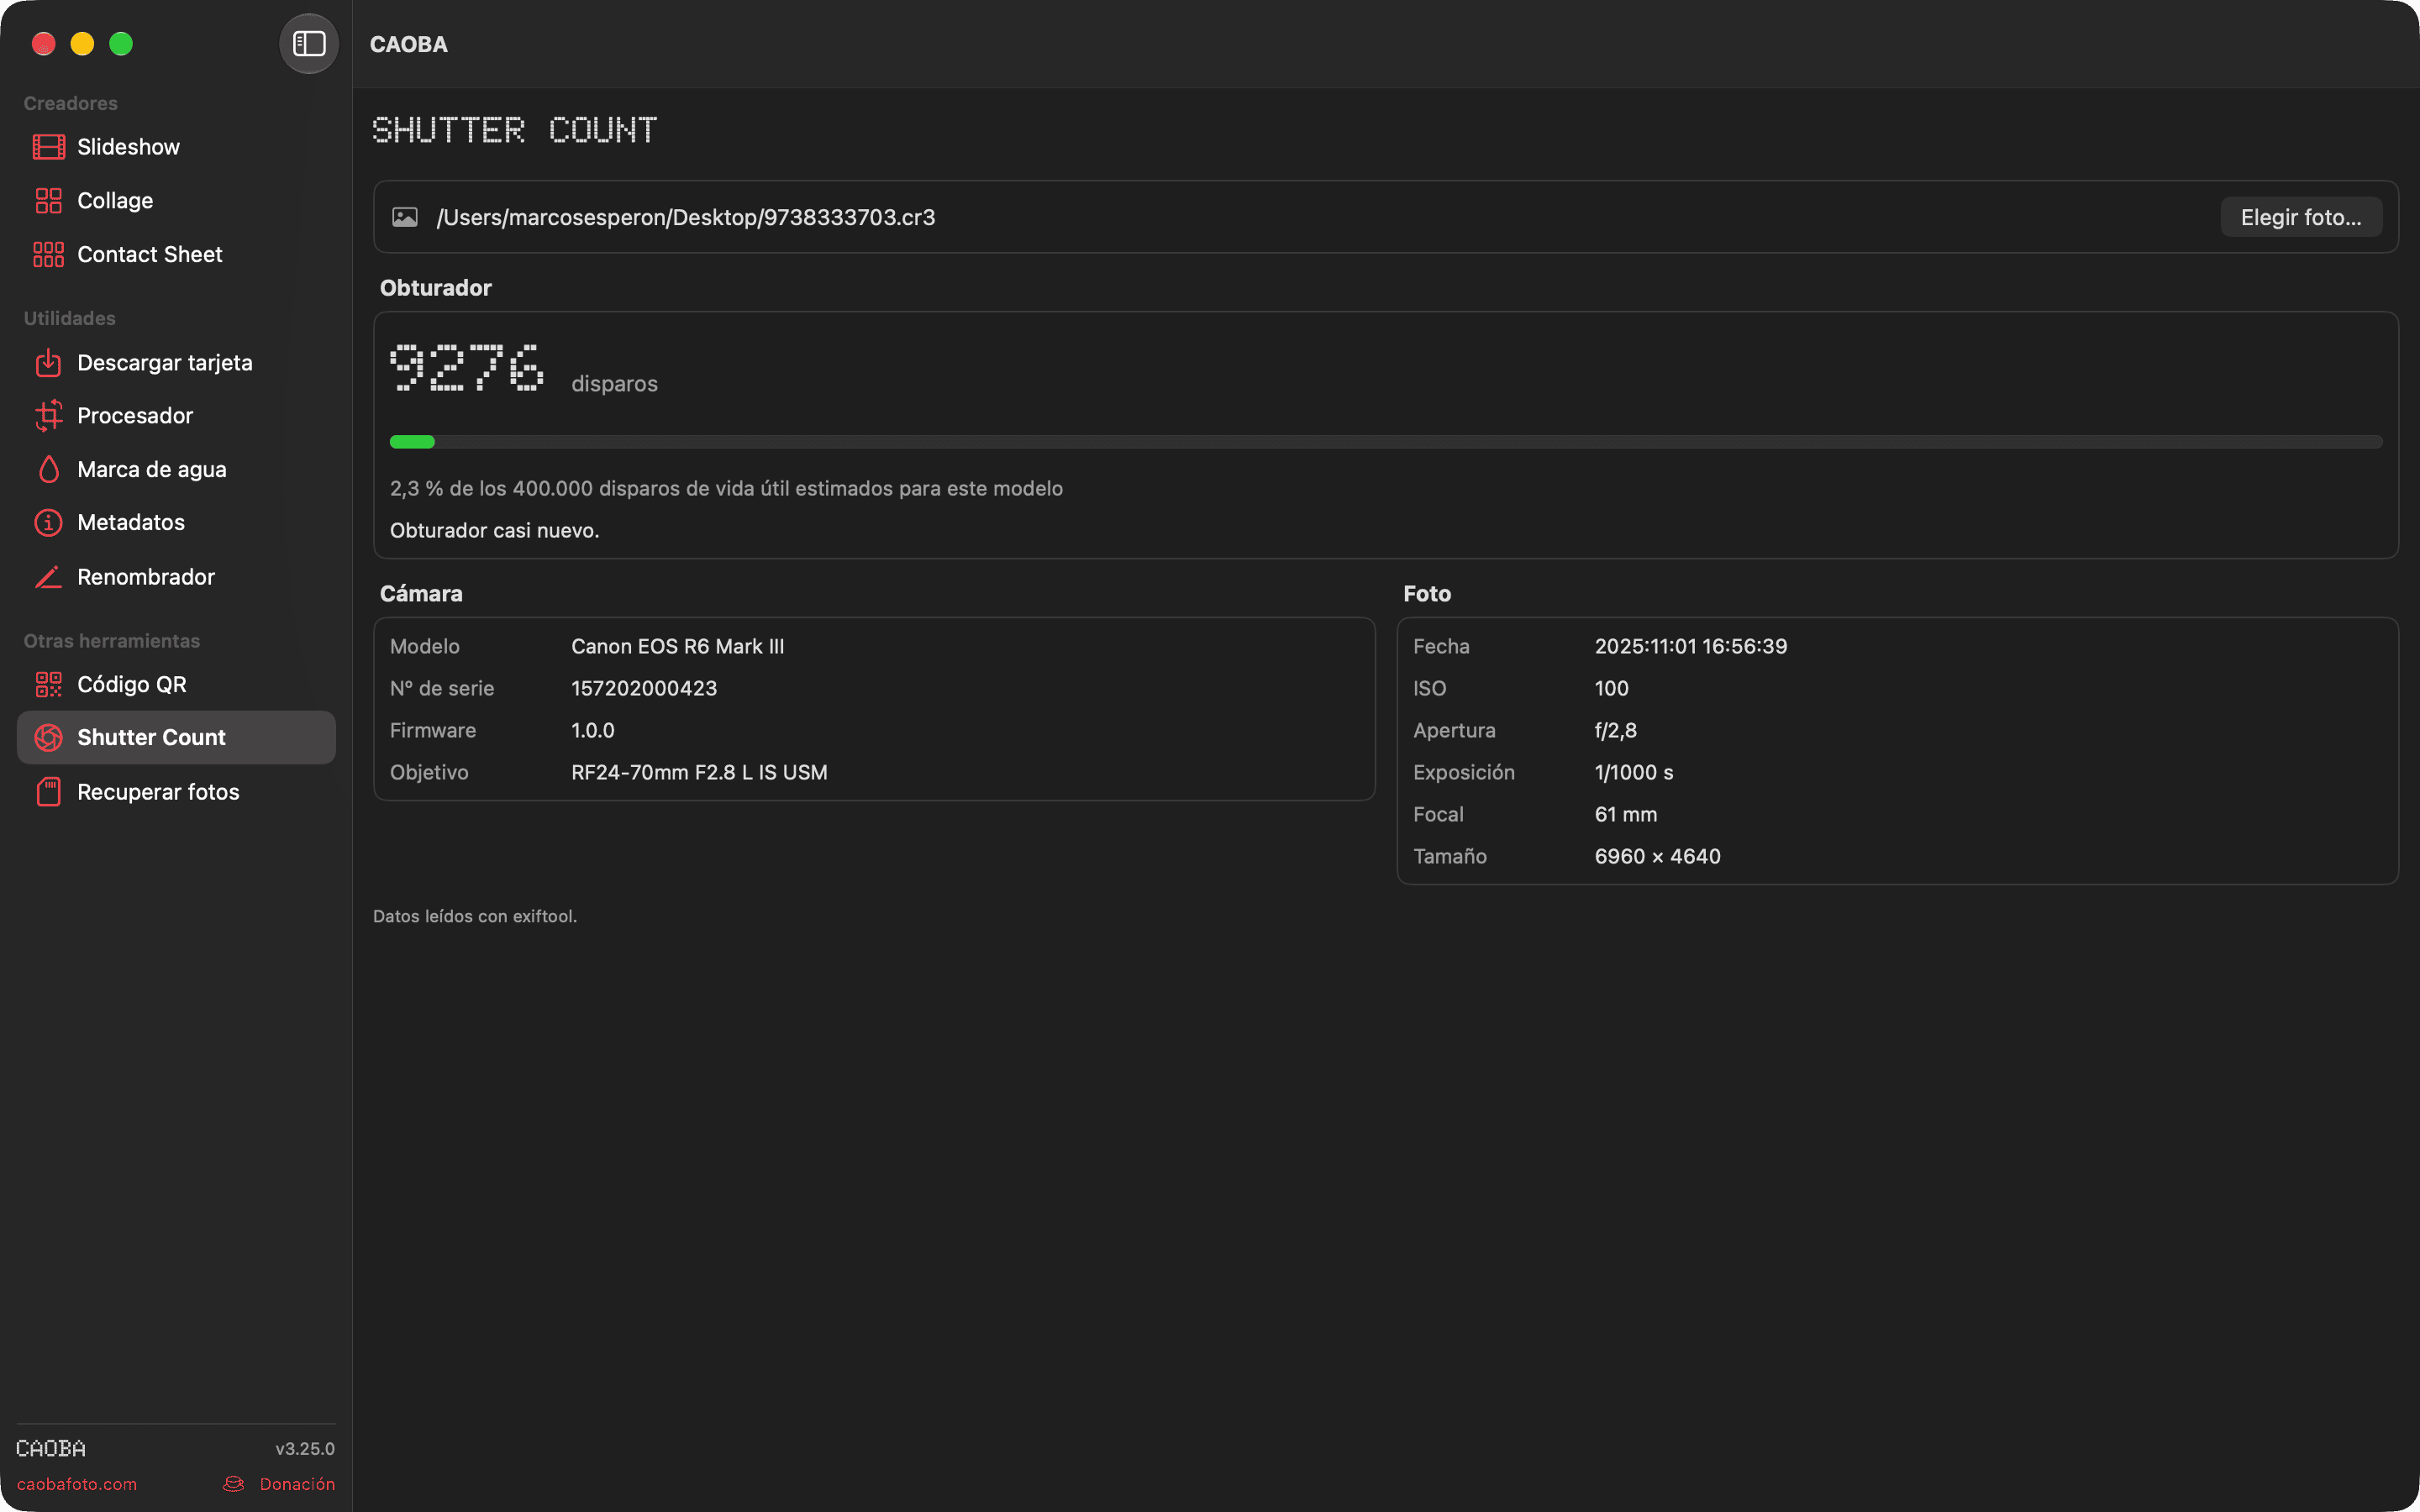 CAOBA
Creadores
Slideshow
Collage
Contact Sheet
Utilidades
Descargar tarjeta
Procesador
Marca de agua
Metadatos
Renombrador
Otras herramientas
Código QR
Shutter Count
Recuperar fotos
CAOBA v3.25.0
caobafoto.com Donación
SHUTTER COUNT
/Users/marcosesperon/Desktop/9738333703.cr3 Elegir foto...
Obturador
9276 disparos
2,3 % de los 400.000 disparos de vida útil estimados para este modelo
Obturador casi nuevo.
Cámara
Modelo Canon EOS R6 Mark III
Nº de serie 157202000423
Firmware 1.0.0
Objetivo RF24-70mm F2.8 L IS USM
Foto
Fecha 2025:11:01 16:56:39
ISO 100
Apertura f/2,8
Exposición 1/1000 s
Focal 61 mm
Tamaño 6960 × 4640
Datos leídos con exiftool.